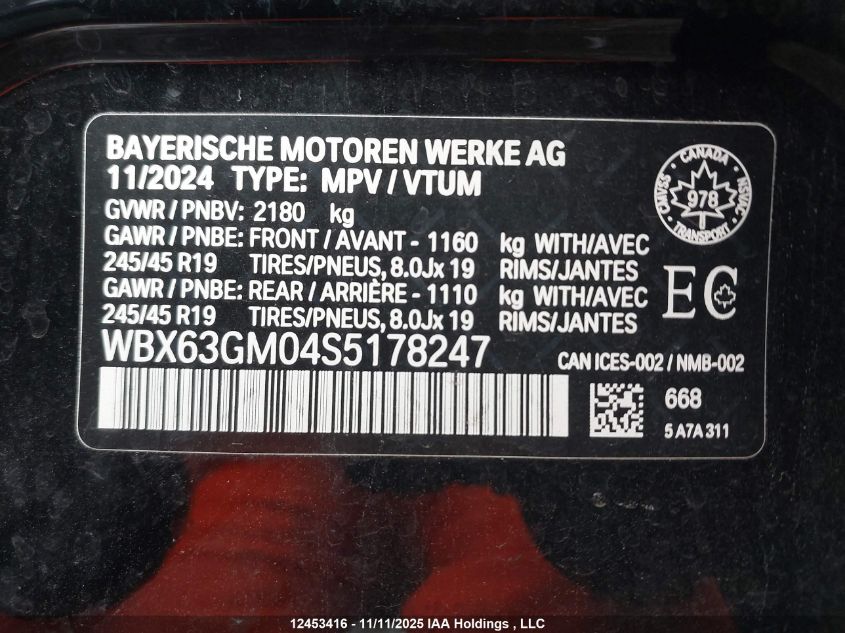 BAYERISCHE MOTOREN WERKE AG
11/2024 TYPE: MPV / VTUM
GVWR / PNBV: 2180 kg
GAWR / PNBE: FRONT / AVANT - 1160 kg WITH/AVEC
245/45 R19 TIRES/PNEUS, 8.0Jx 19 RIMS/JANTES
GAWR / PNBE: REAR / ARRIÈRE - 1110 kg WITH/AVEC
245/45 R19 TIRES/PNEUS, 8.0Jx 19 RIMS/JANTES
WBX63GM04S5178247
CANADA
CMVSS 978 NSVAC
TRANSPORT
EC
CAN ICES-002 / NMB-002
668
5 A7A 311
12453416 - 11/11/2025 IAA Holdings , LLC